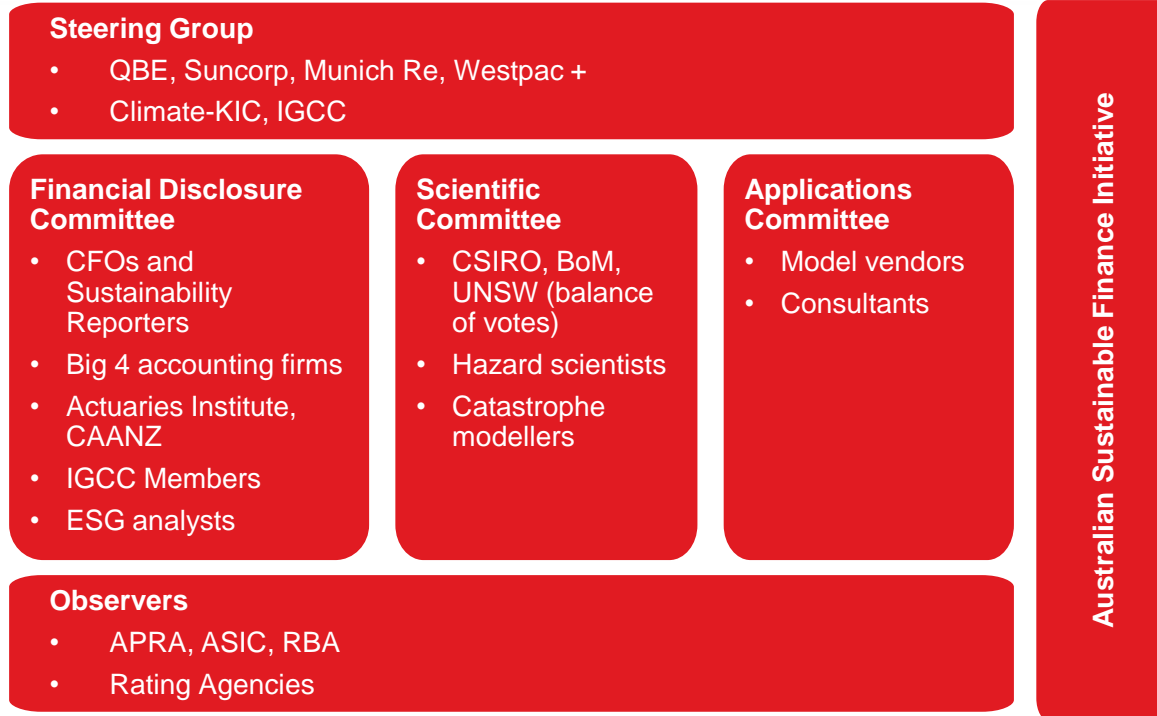 Steering Group
• QBE, Suncorp, Munich Re, Westpac +
• Climate-KIC, IGCC
Financial Disclosure
Committee
• CFOs and
Sustainability
Reporters
• Big 4 accounting firms
• Actuaries Institute,
CAANZ
• IGCC Members
• ESG analysts
Scientific
Committee
• CSIRO, BoM,
UNSW (balance
of votes)
• Hazard scientists
• Catastrophe
modellers
Applications
Committee
• Model vendors
• Consultants
Observers
• APRA, ASIC, RBA
• Rating Agencies
Australian Sustainable Finance Initiative